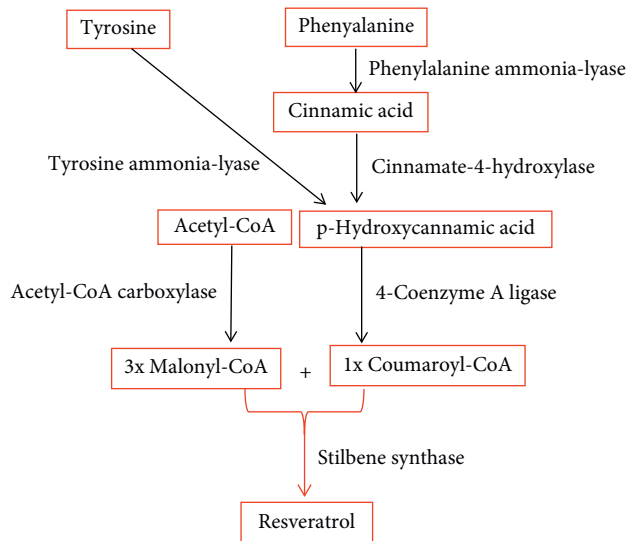 Tyrosine
Phenyalanine
Phenylalanine ammonia-lyase
Cinnamic acid
Tyrosine ammonia-lyase
Cinnamate-4-hydroxylase
Acetyl-CoA
p-Hydroxycannamic acid
Acetyl-CoA carboxylase
4-Coenzyme A ligase
3x Malonyl-CoA
+
1x Coumaroyl-CoA
Stilbene synthase
Resveratrol